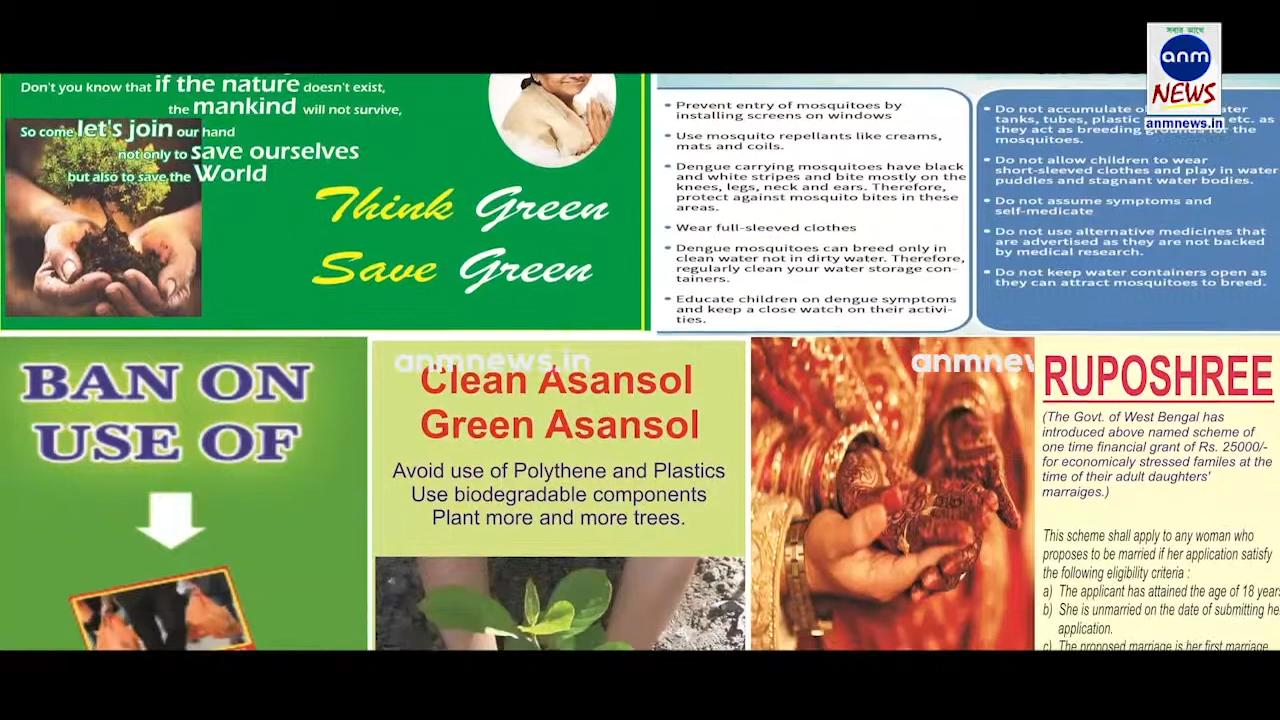 সবার আগে
anm
NEWS
anmnews.in
Don't you know that if the nature doesn't exist,
the mankind will not survive,
So come let's join our hand
not only to save ourselves
but also to save the World
Think Green
Save Green
• Prevent entry of mosquitoes by
installing screens on windows
• Use mosquito repellants like creams,
mats and coils.
• Dengue carrying mosquitoes have black
and white stripes and bite mostly on the
knees, legs, neck and ears. Therefore,
protect against mosquito bites in these
areas.
• Wear full-sleeved clothes
• Dengue mosquitoes can breed only in
clean water not in dirty water. Therefore,
regularly clean your water storage con-
tainers.
• Educate children on dengue symptoms
and keep a close watch on their activi-
ties.
• Do not accumulate
tanks, tubes, plastic etc. as
they act as breeding grounds for the
mosquitoes.
• Do not allow children to wear
short-sleeved clothes and play in water
puddles and stagnant water bodies.
• Do not assume symptoms and
self-medicate
• Do not use alternative medicines that
are advertised as they are not backed
by medical research.
• Do not keep water containers open as
they can attract mosquitoes to breed.
BAN ON
USE OF
anmnews.in
Clean Asansol
Green Asansol
Avoid use of Polythene and Plastics
Use biodegradable components
Plant more and more trees.
anmnew
RUPOSHREE
(The Govt. of West Bengal has
introduced above named scheme of
one time financial grant of Rs. 25000/-
for economicaly stressed familes at the
time of their adult daughters'
marraiges.)
This scheme shall apply to any woman who
proposes to be married if her application satisfy
the following eligibility criteria :
a) The applicant has attained the age of 18 years
b) She is unmarried on the date of submitting he
application.
c) The proposed marriage is her first marriage